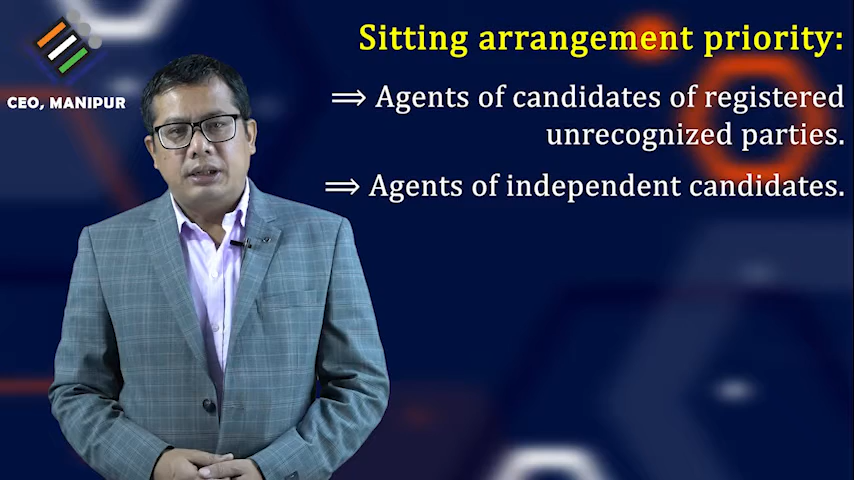 CEO, MANIPUR
Sitting arrangement priority:
⟹ Agents of candidates of registered
unrecognized parties.
⟹ Agents of independent candidates.